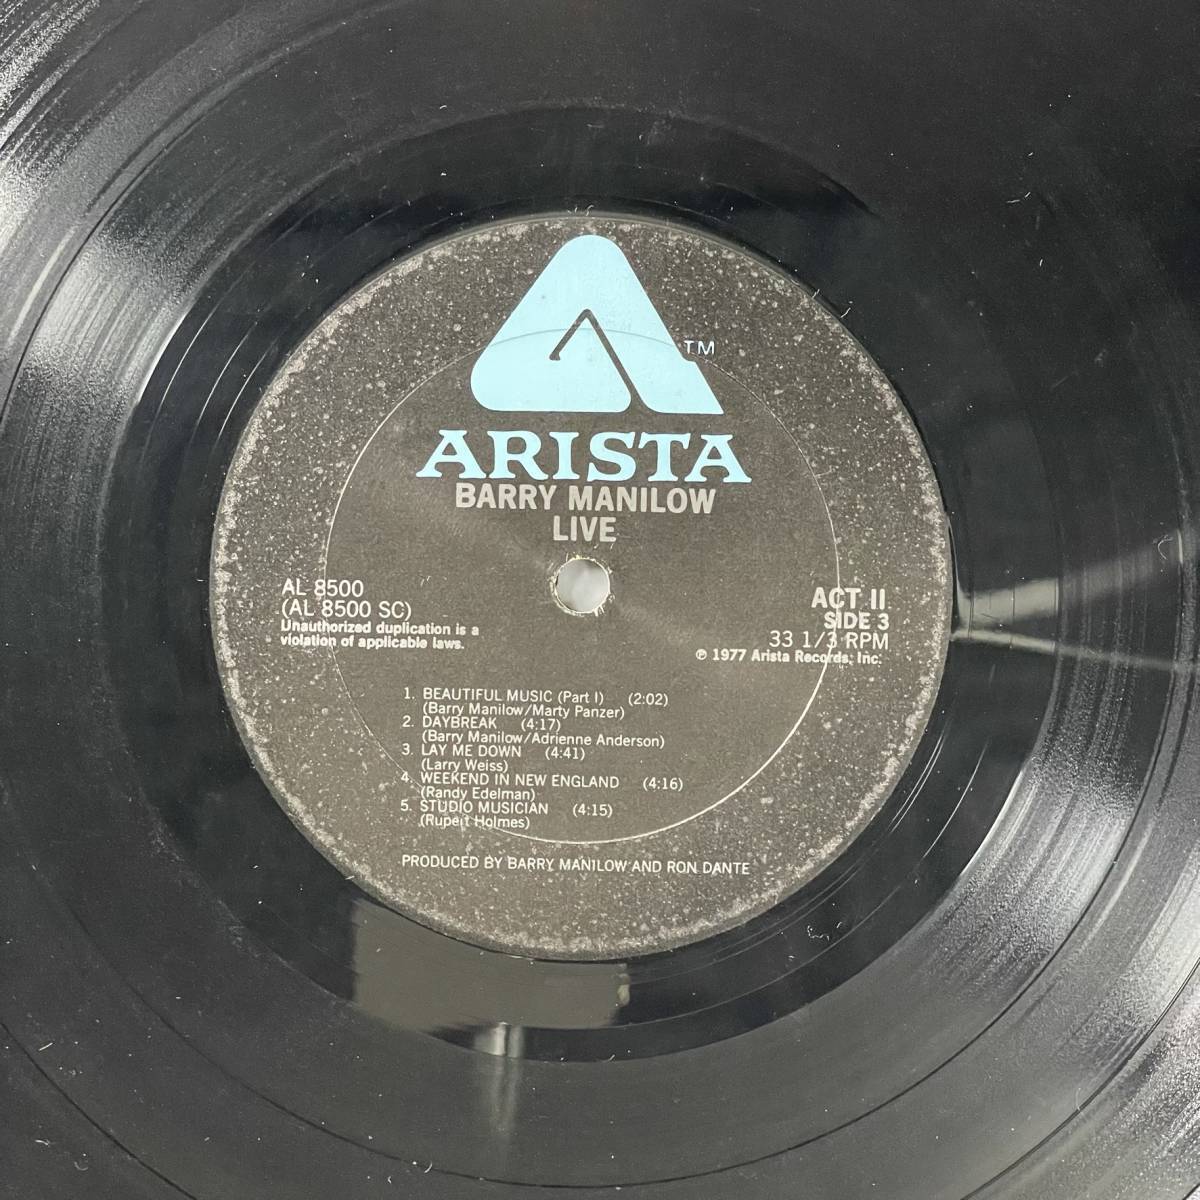 TM
ARISTA
BARRY MANILOW
LIVE
AL 8500
(AL 8500 SC)
Unauthorized duplication is a
violation of applicable laws.
ACT II
SIDE 3
33 1/3 RPM
℗ 1977 Arista Records, Inc.
1. BEAUTIFUL MUSIC (Part I) (2:02)
(Barry Manilow/Marty Panzer)
2. DAYBREAK (4:17)
(Barry Manilow/Adrienne Anderson)
3. LAY ME DOWN (4:41)
(Larry Weiss)
4. WEEKEND IN NEW ENGLAND (4:16)
(Randy Edelman)
5. STUDIO MUSICIAN (4:15)
(Rupert Holmes)
PRODUCED BY BARRY MANILOW AND RON DANTE